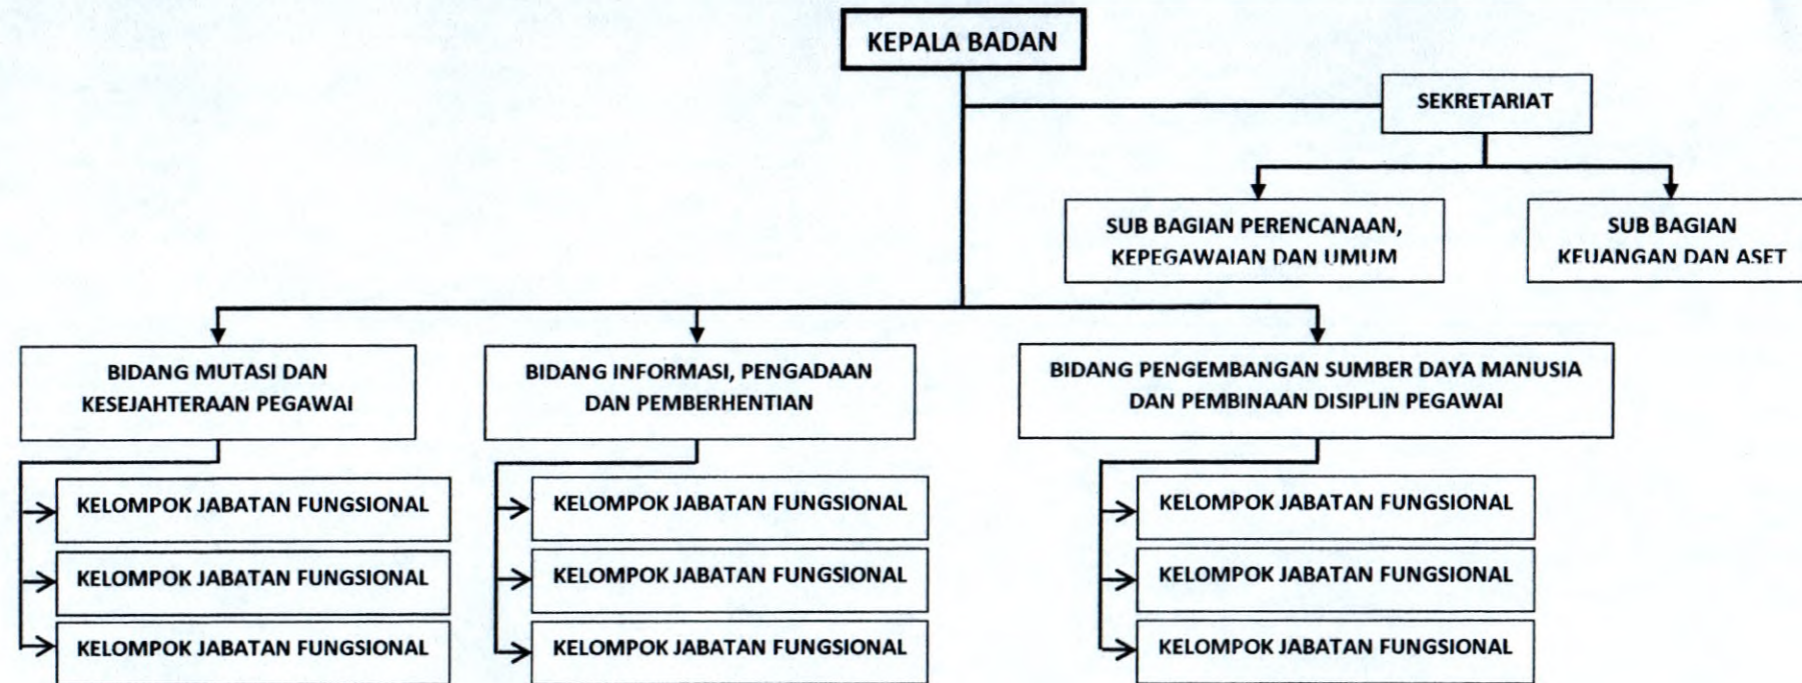 KEPALA BADAN
SEKRETARIAT
SUB BAGIAN PERENCANAAN,
KEPEGAWAIAN DAN UMUM
SUB BAGIAN
KEUANGAN DAN ASET
BIDANG MUTASI DAN
KESEJAHTERAAN PEGAWAI
BIDANG INFORMASI, PENGADAAN
DAN PEMBERHENTIAN
BIDANG PENGEMBANGAN SUMBER DAYA MANUSIA
DAN PEMBINAAN DISIPLIN PEGAWAI
KELOMPOK JABATAN FUNGSIONAL
KELOMPOK JABATAN FUNGSIONAL
KELOMPOK JABATAN FUNGSIONAL
KELOMPOK JABATAN FUNGSIONAL
KELOMPOK JABATAN FUNGSIONAL
KELOMPOK JABATAN FUNGSIONAL
KELOMPOK JABATAN FUNGSIONAL
KELOMPOK JABATAN FUNGSIONAL
KELOMPOK JABATAN FUNGSIONAL